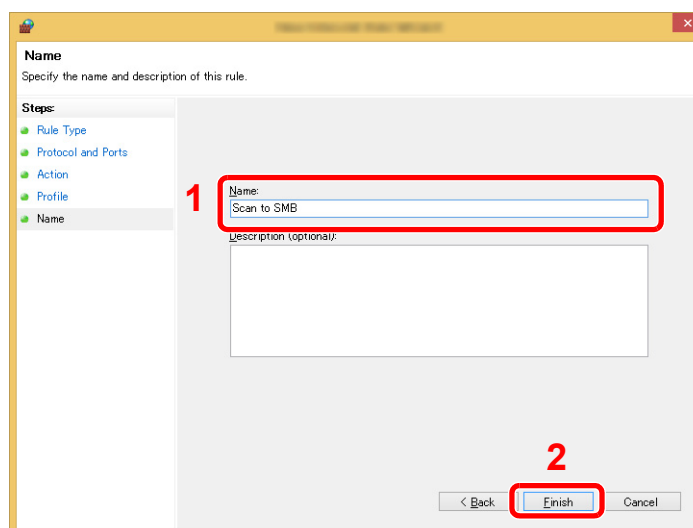 Name
Specify the name and description of this rule.
Steps:
Rule Type
Protocol and Ports
Action
Profile
Name
1
Name:
Scan to SMB
Description (optional):
2
< Back
Finish
Cancel